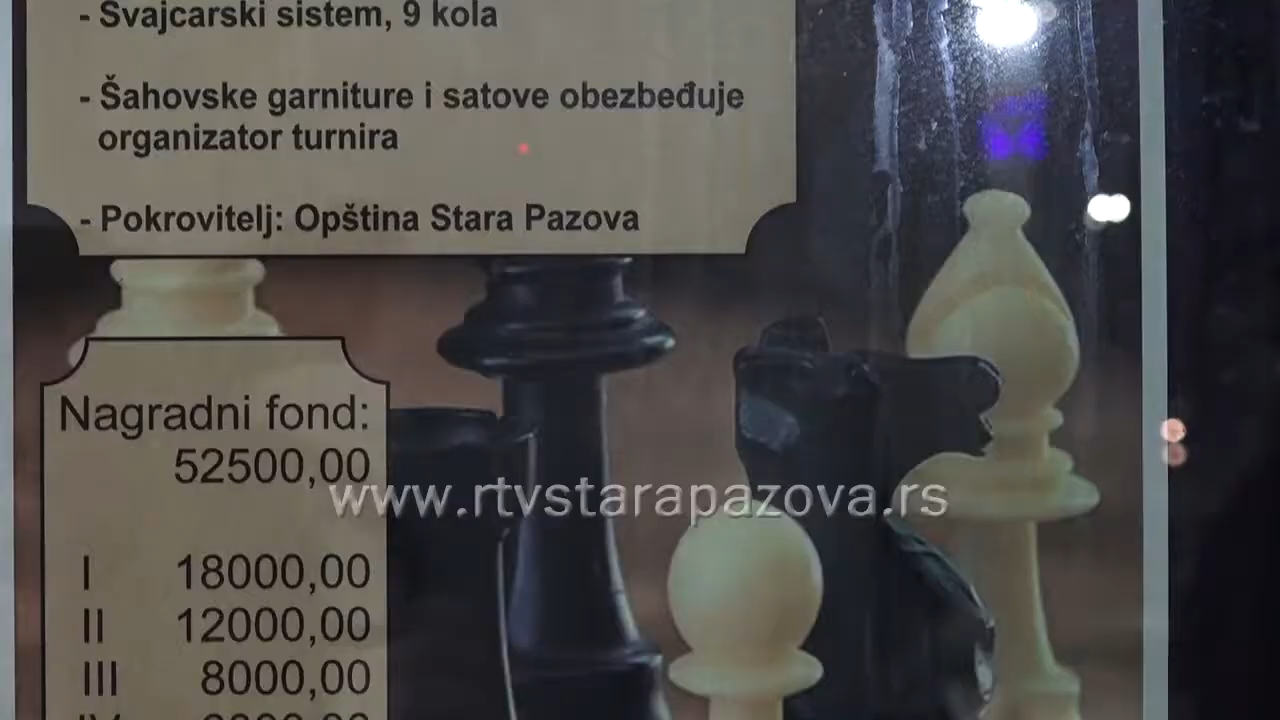 - Švajcarski sistem, 9 kola
- Šahovske garniture i satove obezbeđuje
organizator turnira
- Pokrovitelj: Opština Stara Pazova
Nagradni fond:
52500,00
www.rtvstarapazova.rs
I 18000,00
II 12000,00
III 8000,00